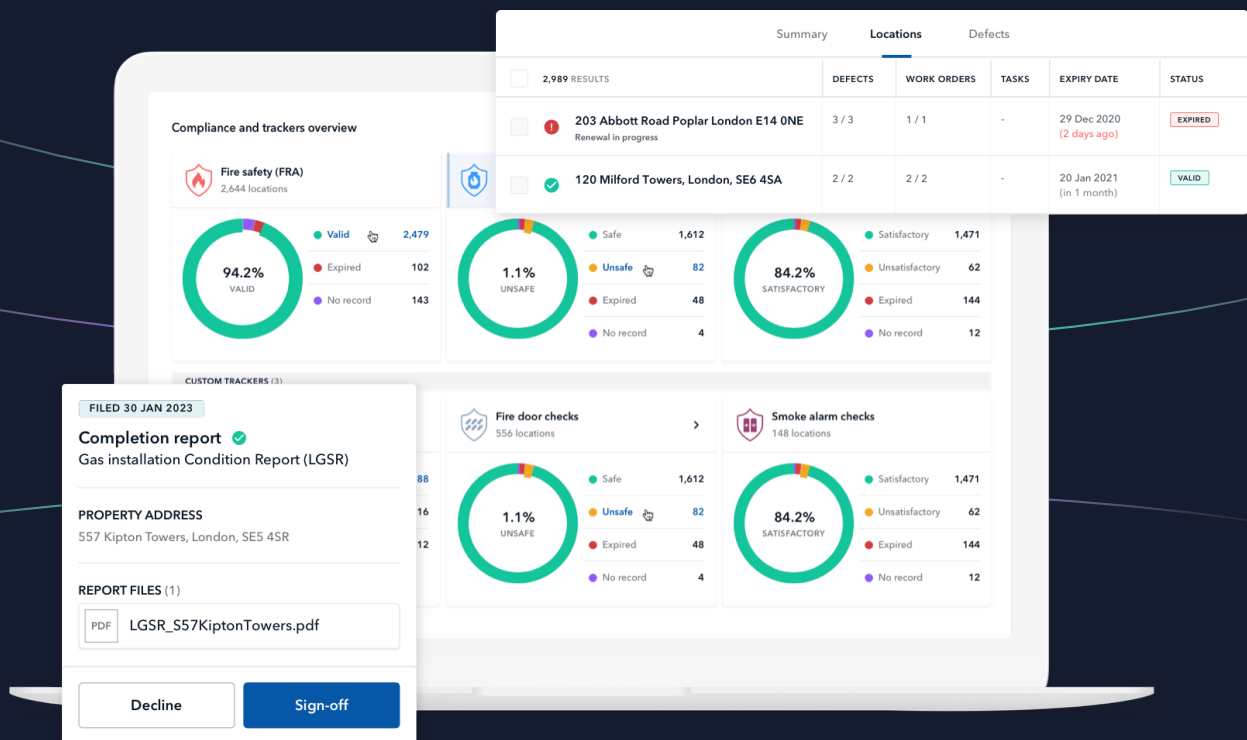 Summary Locations Defects
2,989 RESULTS DEFECTS WORK ORDERS TASKS EXPIRY DATE STATUS
203 Abbott Road Poplar London E14 0NE 3 / 3 1 / 1 - 29 Dec 2020 EXPIRED
Renewal in progress (2 days ago)
120 Milford Towers, London, SE6 4SA 2 / 2 2 / 2 - 20 Jan 2021 VALID
(in 1 month)
Compliance and trackers overview
Fire safety (FRA)
2,644 locations
94.2%
VALID
Valid 2,479
Expired 102
No record 143
1.1%
UNSAFE
Safe 1,612
Unsafe 82
Expired 48
No record 4
84.2%
SATISFACTORY
Satisfactory 1,471
Unsatisfactory 62
Expired 144
No record 12
CUSTOM TRACKERS (3)
88
16
12
Fire door checks
556 locations
1.1%
UNSAFE
Safe 1,612
Unsafe 82
Expired 48
No record 4
Smoke alarm checks
148 locations
84.2%
SATISFACTORY
Satisfactory 1,471
Unsatisfactory 62
Expired 144
No record 12
FILED 30 JAN 2023
Completion report
Gas installation Condition Report (LGSR)
PROPERTY ADDRESS
557 Kipton Towers, London, SE5 4SR
REPORT FILES (1)
PDF LGSR_S57KiptonTowers.pdf
Decline Sign-off